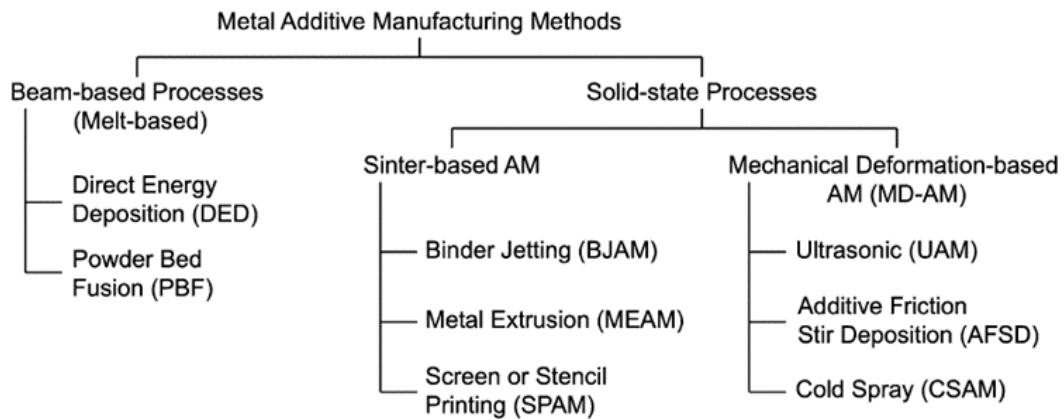 Metal Additive Manufacturing Methods
Beam-based Processes
(Melt-based)
Direct Energy
Deposition (DED)
Powder Bed
Fusion (PBF)
Solid-state Processes
Sinter-based AM
Binder Jetting (BJAM)
Metal Extrusion (MEAM)
Screen or Stencil
Printing (SPAM)
Mechanical Deformation-based
AM (MD-AM)
Ultrasonic (UAM)
Additive Friction
Stir Deposition (AFSD)
Cold Spray (CSAM)